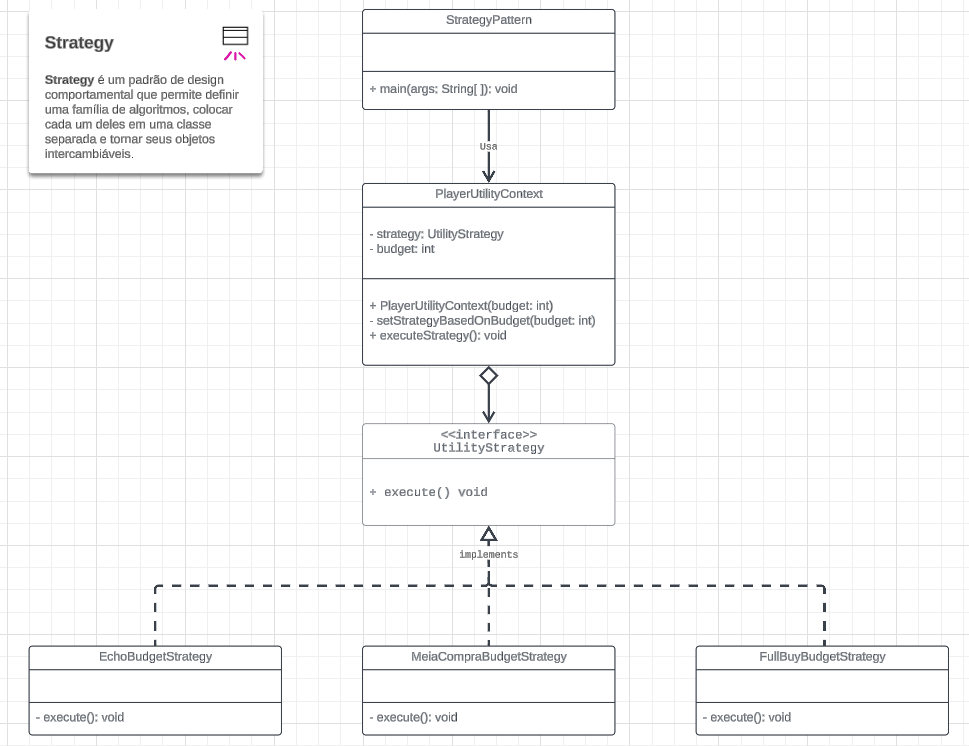 Strategy
Strategy é um padrão de design
comportamental que permite definir
uma família de algoritmos, colocar
cada um deles em uma classe
separada e tornar seus objetos
intercambiáveis.
StrategyPattern
+ main(args: String[ ]): void
Usa
PlayerUtilityContext
- strategy: UtilityStrategy
- budget: int
+ PlayerUtilityContext(budget: int)
- setStrategyBasedOnBudget(budget: int)
+ executeStrategy(): void
<<interface>>
UtilityStrategy
+ execute() void
implements
EchoBudgetStrategy
- execute(): void
MeiaCompraBudgetStrategy
- execute(): void
FullBuyBudgetStrategy
- execute(): void